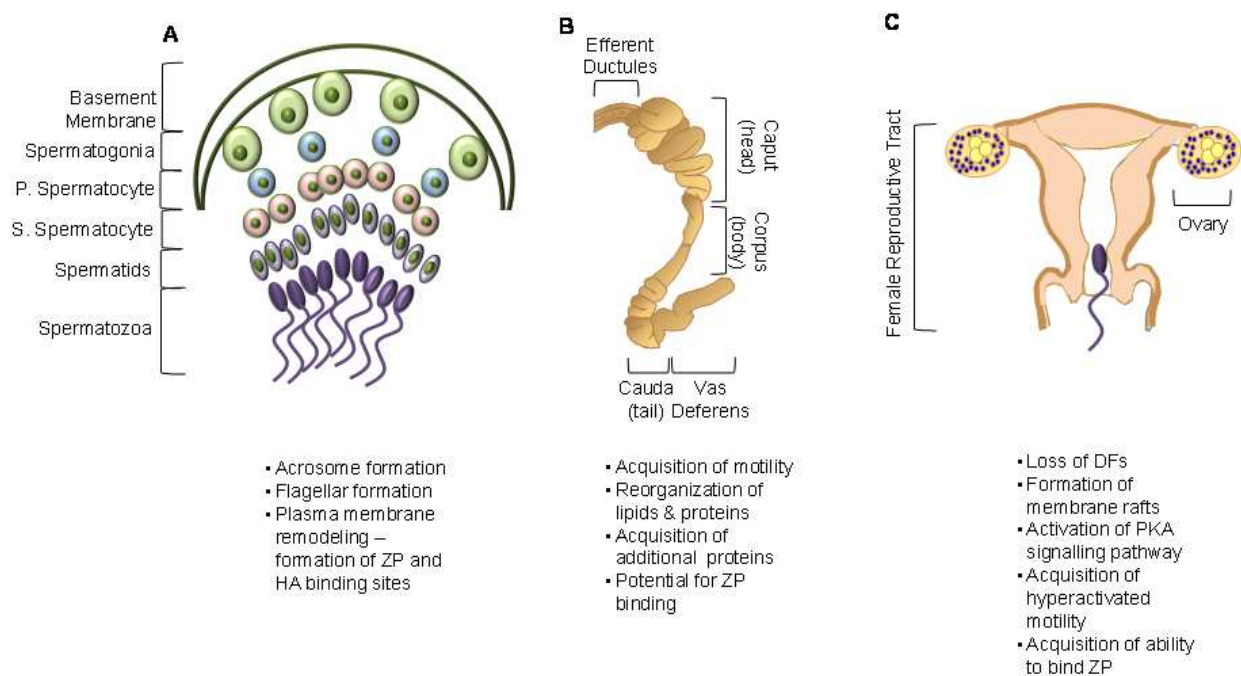 A
Basement
Membrane
Spermatogonia
P. Spermatocyte
S. Spermatocyte
Spermatids
Spermatozoa
▪ Acrosome formation
▪ Flagellar formation
▪ Plasma membrane
remodeling –
formation of ZP and
HA binding sites
B
Efferent
Ductules
Caput
(head)
Corpus
(body)
Cauda
(tail)
Vas
Deferens
▪ Acquisition of motility
▪ Reorganization of
lipids & proteins
▪ Acquisition of
additional proteins
▪ Potential for ZP
binding
C
Female Reproductive Tract
Ovary
▪ Loss of DFs
▪ Formation of
membrane rafts
▪ Activation of PKA
signalling pathway
▪ Acquisition of
hyperactivated
motility
▪ Acquisition of ability
to bind ZP